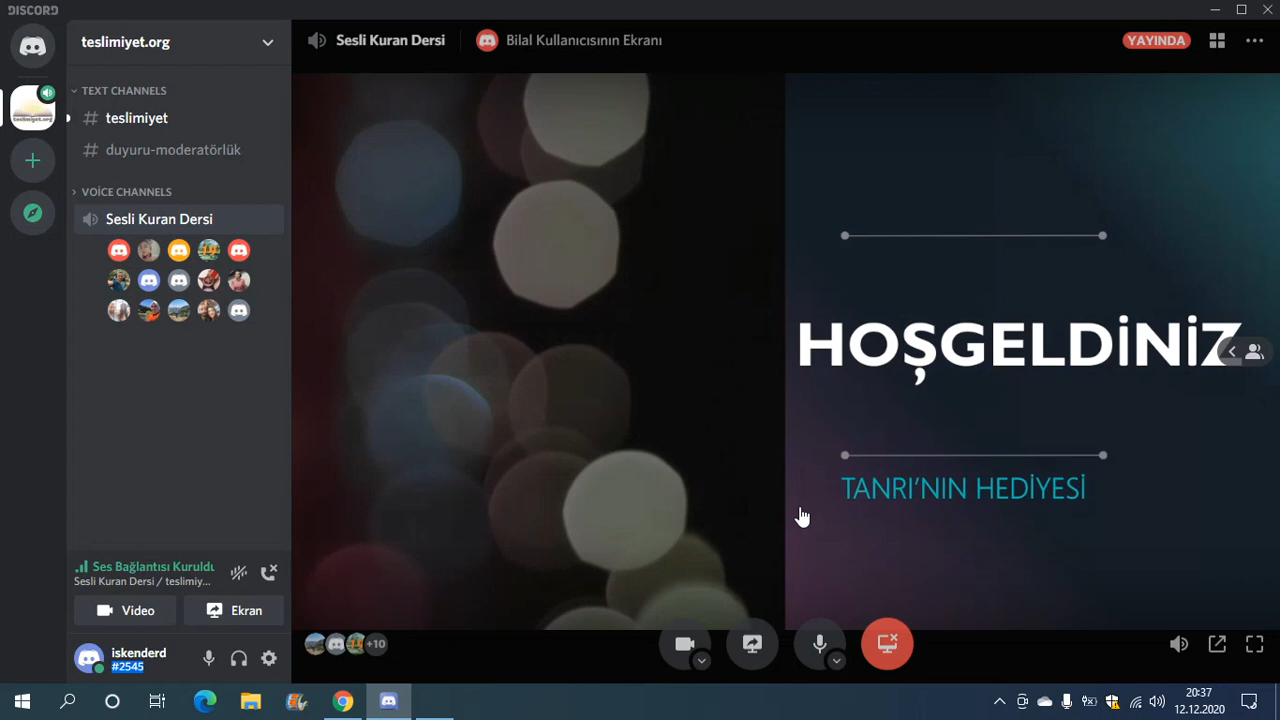 DISCORD
teslimiyet.org
TEXT CHANNELS
teslimiyet
duyuru-moderatörlük
VOİCE CHANNELS
Sesli Kuran Dersi
Ses Bağlantısı Kuruldu
Sesli Kuran Dersi / teslimiy...
Video
Ekran
iskenderd
#2545
Sesli Kuran Dersi
Bilal Kullanıcısının Ekranı
YAYINDA
HOŞGELDİNİZ
TANRI’NIN HEDİYESİ
+10
20:37
12.12.2020